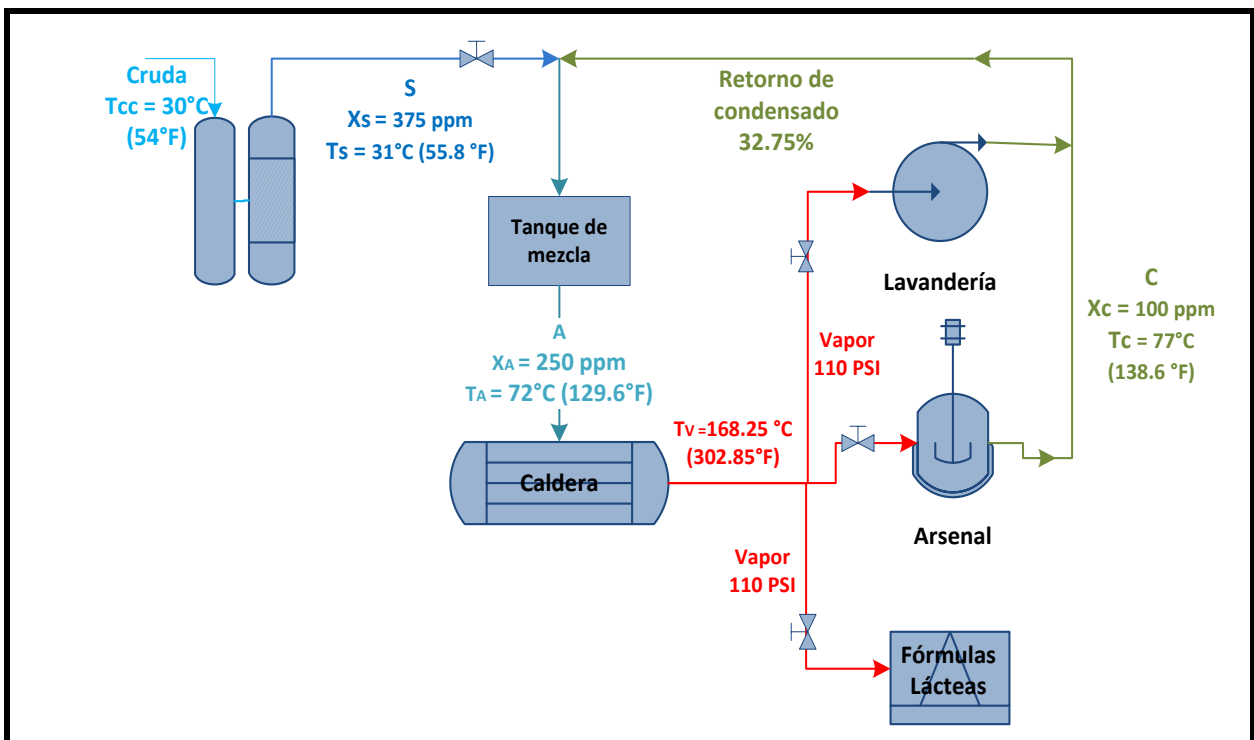 Cruda
Tcc = 30°C
(54°F)
S
Xs = 375 ppm
Ts = 31°C (55.8 °F)
Retorno de
condensado
32.75%
Tanque de
mezcla
A
XA = 250 ppm
TA = 72°C (129.6°F)
Caldera
TV =168.25 °C
(302.85°F)
Vapor
110 PSI
Lavandería
C
Xc = 100 ppm
Tc = 77°C
(138.6 °F)
Arsenal
Vapor
110 PSI
Fórmulas
Lácteas